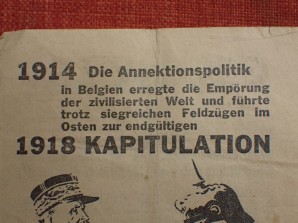 1914 Die Annektionspolitik
in Belgien erregte die Empörung
der zivilisierten Welt und führte
trotz siegreichen Feldzügen im
Osten zur endgültigen
1918 KAPITULATION